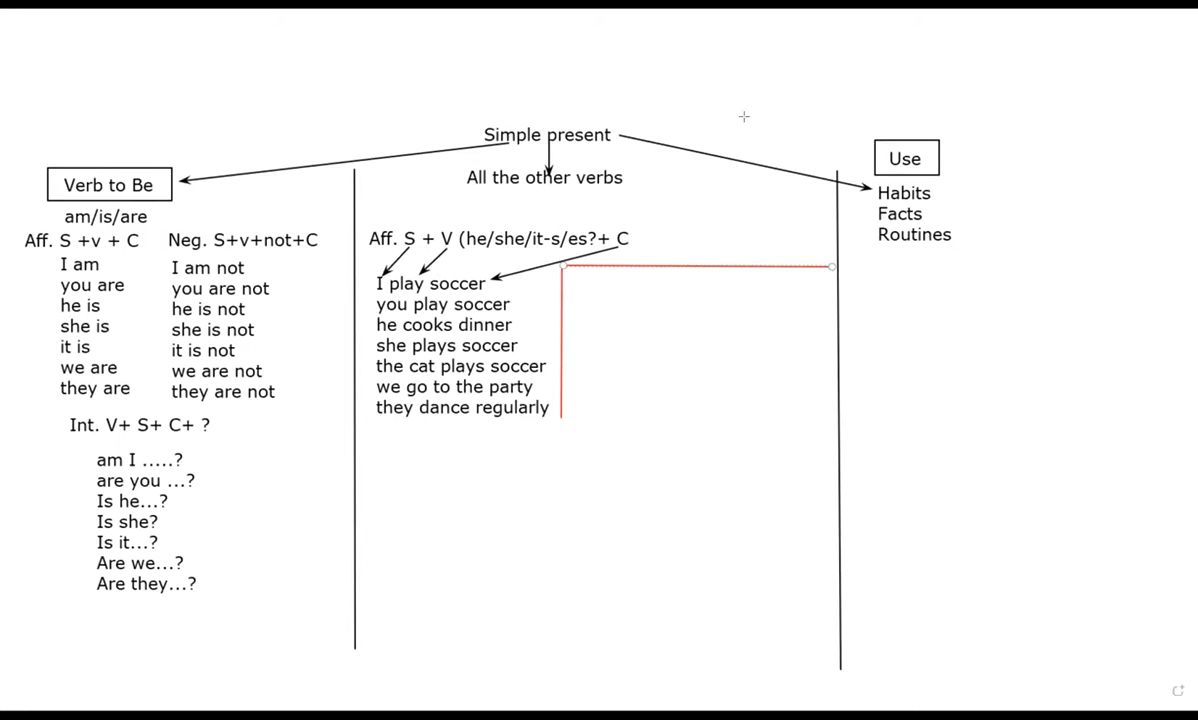 Simple present
Verb to Be
am/is/are
Aff. S +v + C
I am
you are
he is
she is
it is
we are
they are
Neg. S+v+not+C
I am not
you are not
he is not
she is not
it is not
we are not
they are not
Int. V+ S+ C+ ?
am I .....?
are you ...?
Is he...?
Is she?
Is it...?
Are we...?
Are they...?
All the other verbs
Aff. S + V (he/she/it-s/es?+ C
I play soccer
you play soccer
he cooks dinner
she plays soccer
the cat plays soccer
we go to the party
they dance regularly
Use
Habits
Facts
Routines